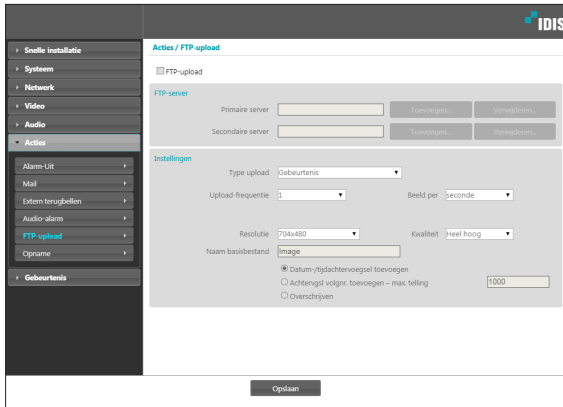 IDIS
Snelle installatie
Systeem
Netwerk
Video
Audio
Acties
Alarm-Uit
Mail
Extern terugbellen
Audio-alarm
FTP-upload
Opname
Gebeurtenis
Acties / FTP-upload
FTP-upload
FTP-server
Primaire server Toevoegen... Verwijderen...
Secondaire server Toevoegen... Verwijderen...
Instellingen
Type upload Gebeurtenis
Upload-frequentie 1 Beeld per seconde
Resolutie 704x480 Kwaliteit Heel hoog
Naam basisbestand Image
Datum-/tijdachtervoegsel toevoegen
Achtervgsl volgnr. toevoegen – max. telling 1000
Overschrijven
Opslaan